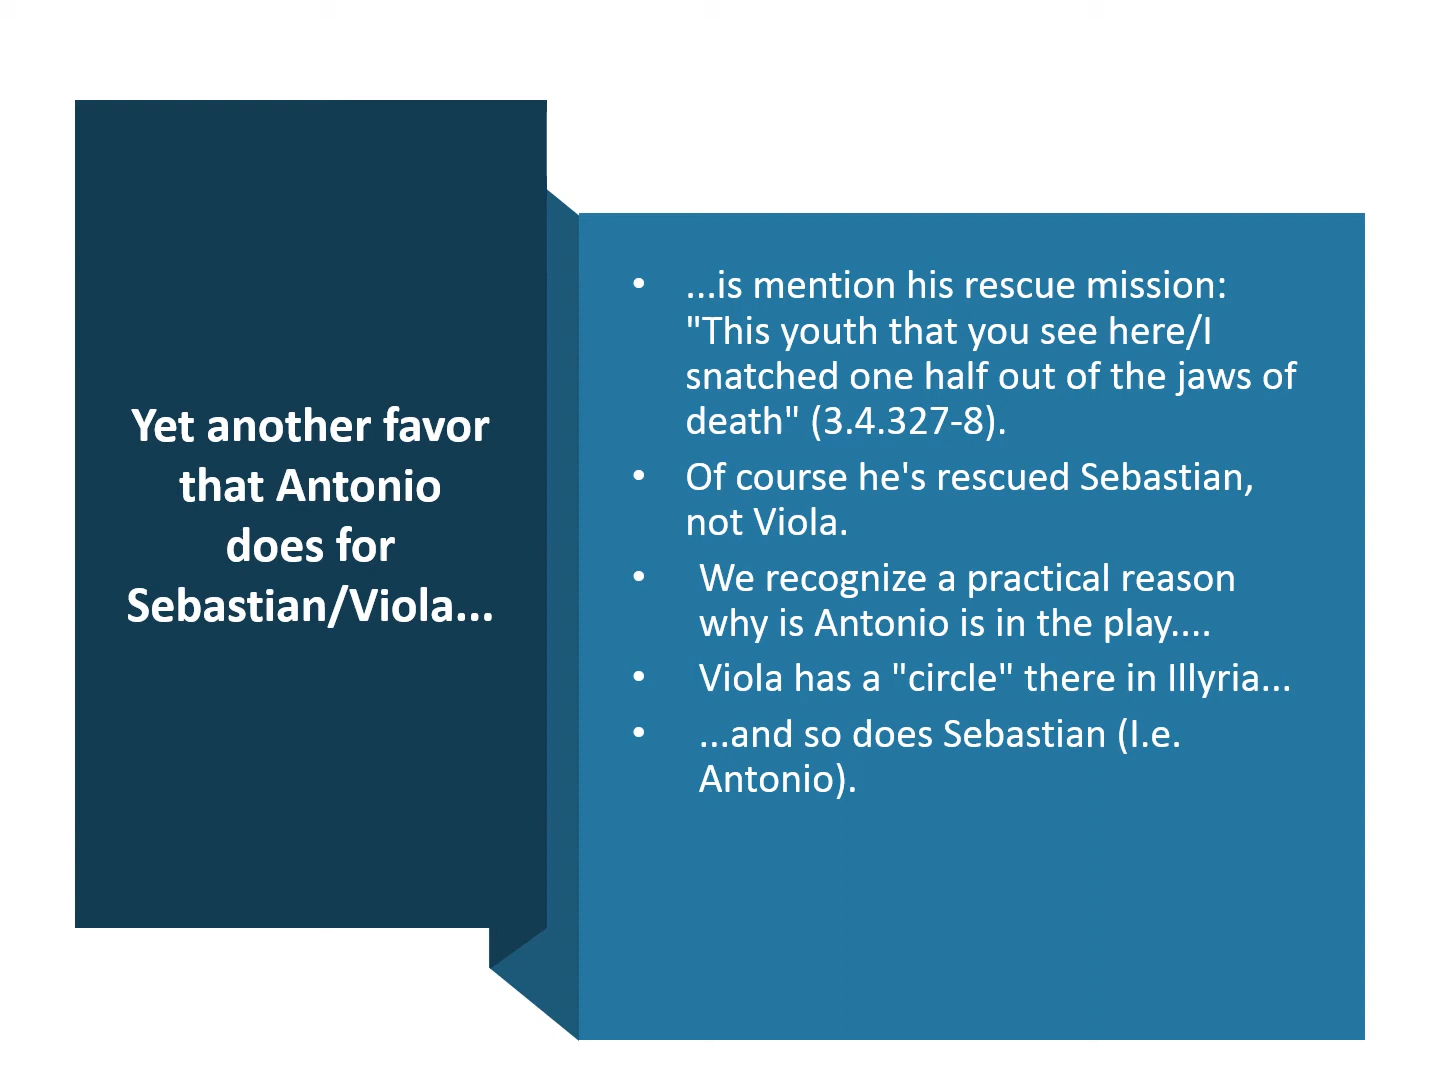 Yet another favor
that Antonio
does for
Sebastian/Viola...
• ...is mention his rescue mission:
"This youth that you see here/I
snatched one half out of the jaws of
death" (3.4.327-8).
• Of course he's rescued Sebastian,
not Viola.
• We recognize a practical reason
why is Antonio is in the play....
• Viola has a "circle" there in Illyria...
• ...and so does Sebastian (I.e.
Antonio).